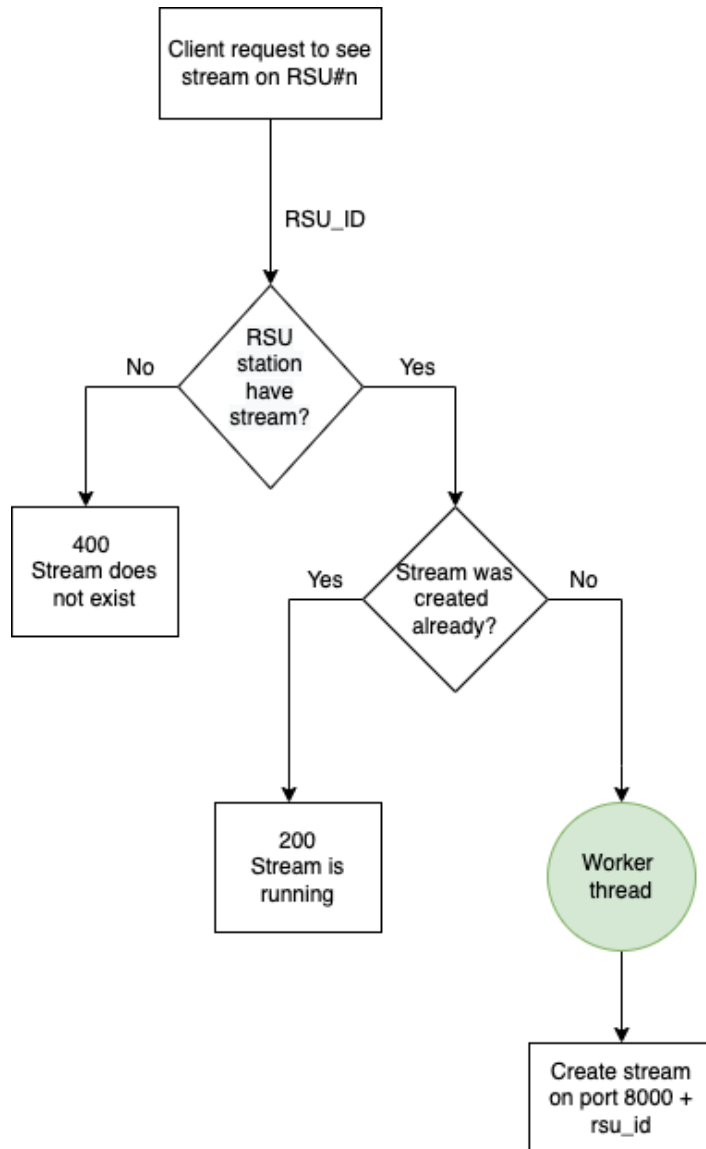 Client request to see
stream on RSU#n
RSU_ID
RSU
station
have
stream?
No
Yes
400
Stream does
not exist
Stream was
created
already?
Yes
No
200
Stream is
running
Worker
thread
Create stream
on port 8000 +
rsu_id